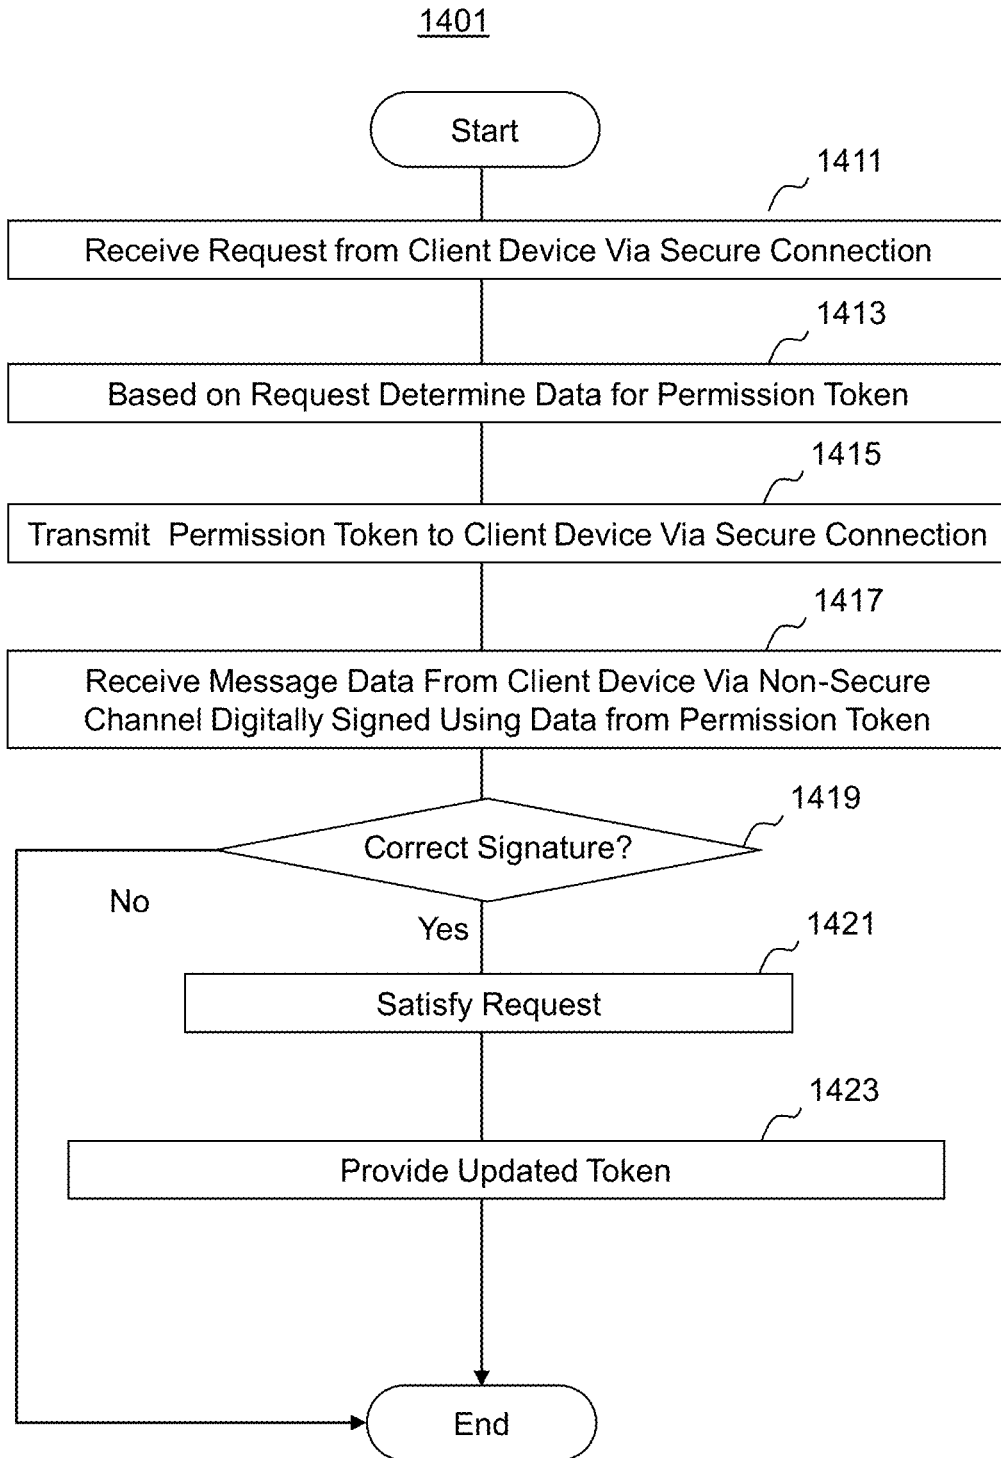 1401
Start
1411
Receive Request from Client Device Via Secure Connection
1413
Based on Request Determine Data for Permission Token
1415
Transmit Permission Token to Client Device Via Secure Connection
1417
Receive Message Data From Client Device Via Non-Secure
Channel Digitally Signed Using Data from Permission Token
1419
Correct Signature?
No
Yes
1421
Satisfy Request
1423
Provide Updated Token
End